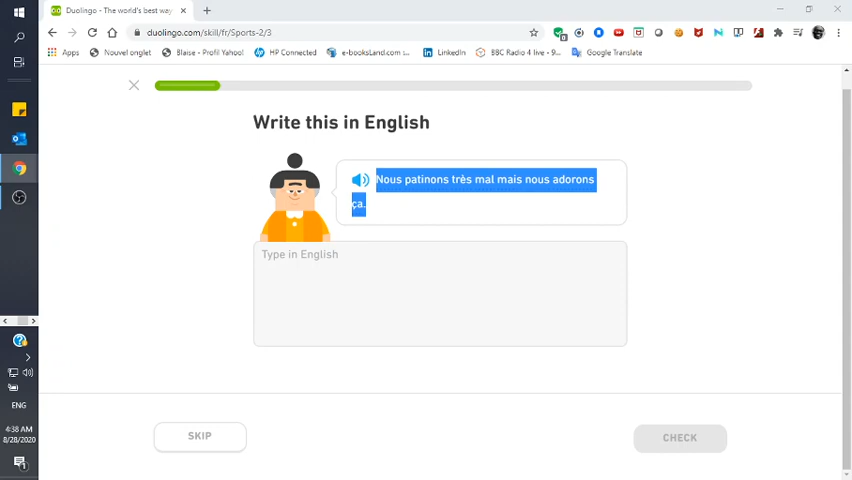 Duolingo - The world's best way
duolingo.com/skill/fr/Sports-2/3
Apps
Nouvel onglet
Blaise - Profil Yahoo!
HP Connected
e-booksLand.com :...
LinkedIn
BBC Radio 4 live - 9...
Google Translate
Write this in English
Nous patinons très mal mais nous adorons
ça.
Type in English
SKIP
CHECK
ENG
4:38 AM
8/28/2020